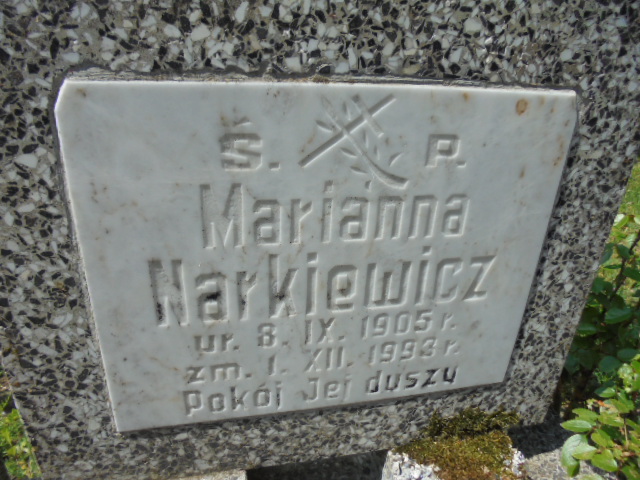 Ś. P.
Marianna
Narkiewicz
ur. 8. IX. 1905 r.
zm. 1. XII. 1993 r.
Pokój Jej duszy